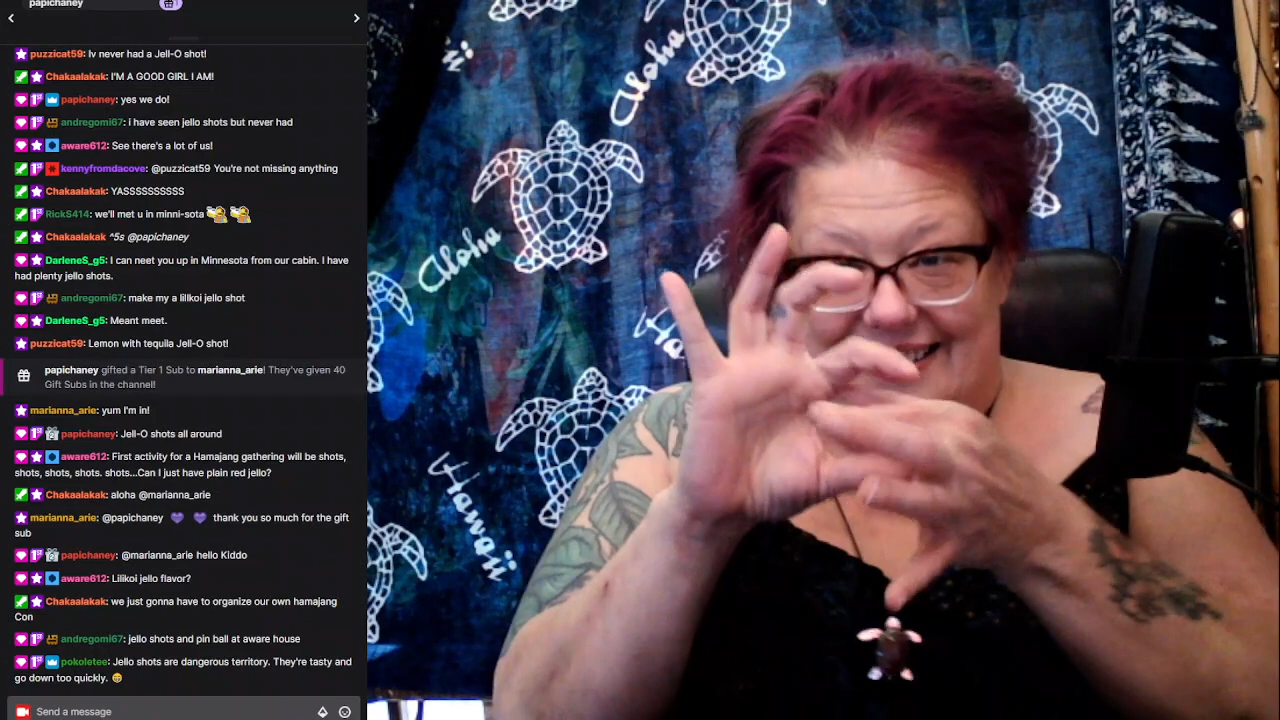 papichaney
1
puzzicat59: Iv never had a Jell-O shot!
Chakaalakak: I'M A GOOD GIRL I AM!
papichaney: yes we do!
andregomi67: i have seen jello shots but never had
aware612: See there's a lot of us!
kennyfromdacove: @puzzicat59 You're not missing anything
Chakaalakak: YASSSSSSSSSS
RickS414: we'll met u in minni-sota
Chakaalakak ^5s @papichaney
DarleneS_g5: I can neet you up in Minnesota from our cabin. I have
had plenty jello shots.
andregomi67: make my a lillkoi jello shot
DarleneS_g5: Meant meet.
puzzicat59: Lemon with tequila Jell-O shot!
papichaney gifted a Tier 1 Sub to marianna_arie! They've given 40
Gift Subs in the channel!
marianna_arie: yum I'm in!
papichaney: Jell-O shots all around
aware612: First activity for a Hamajang gathering will be shots,
shots, shots, shots. shots...Can I just have plain red jello?
Chakaalakak: aloha @marianna_arie
marianna_arie: @papichaney 💜 💜 thank you so much for the gift
sub
papichaney: @marianna_arie hello Kiddo
aware612: Lilikoi jello flavor?
Chakaalakak: we just gonna have to organize our own hamajang
Con
andregomi67: jello shots and pin ball at aware house
pokoletee: Jello shots are dangerous territory. They're tasty and
go down too quickly. 😁
Send a message
Aloha
Aloha
Hawaii